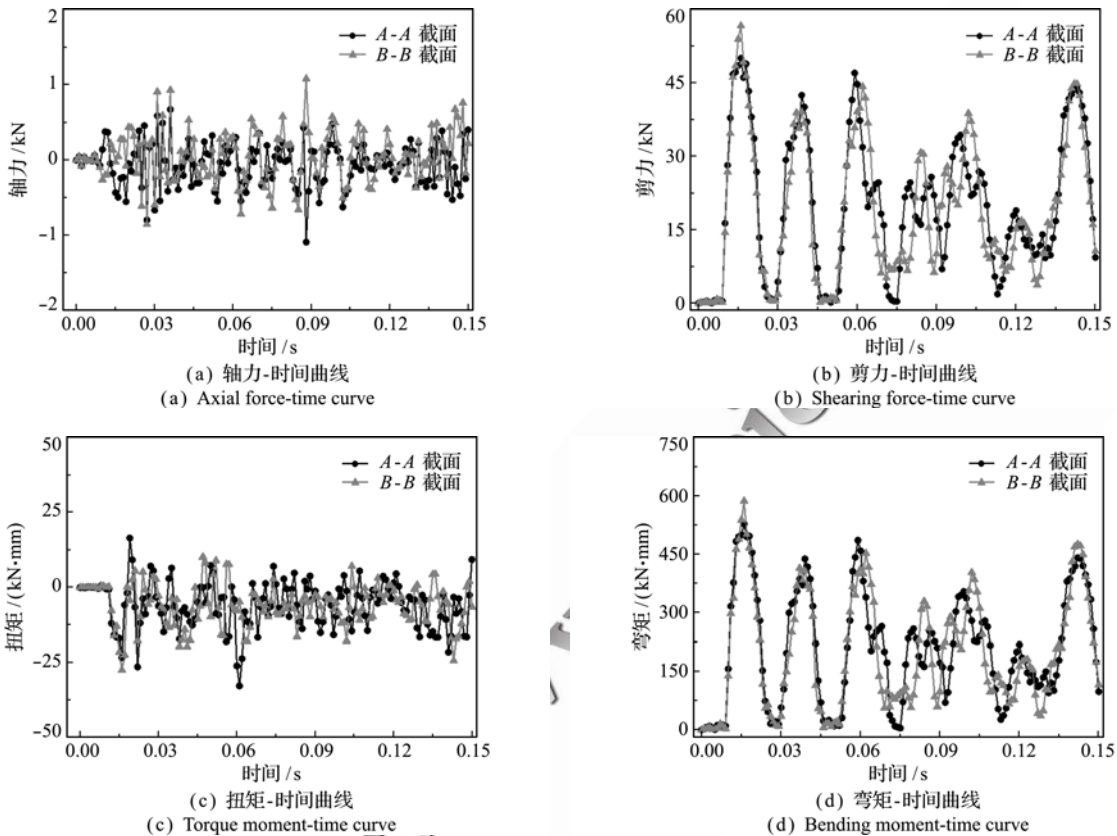 2
1
0
−1
−2
轴力 /kN
A-A 截面
B-B 截面
0.00 0.03 0.06 0.09 0.12 0.15
时间 /s
(a) 轴力-时间曲线
(a) Axial force-time curve
60
45
30
15
0
剪力 /kN
A-A 截面
B-B 截面
0.00 0.03 0.06 0.09 0.12 0.15
时间 /s
(b) 剪力-时间曲线
(b) Shearing force-time curve
50
25
0
−25
−50
扭矩 /(kN·mm)
A-A 截面
B-B 截面
0.00 0.03 0.06 0.09 0.12 0.15
时间 /s
(c) 扭矩-时间曲线
(c) Torque moment-time curve
750
600
450
300
150
0
弯矩 /(kN·mm)
A-A 截面
B-B 截面
0.00 0.03 0.06 0.09 0.12 0.15
时间 /s
(d) 弯矩-时间曲线
(d) Bending moment-time curve